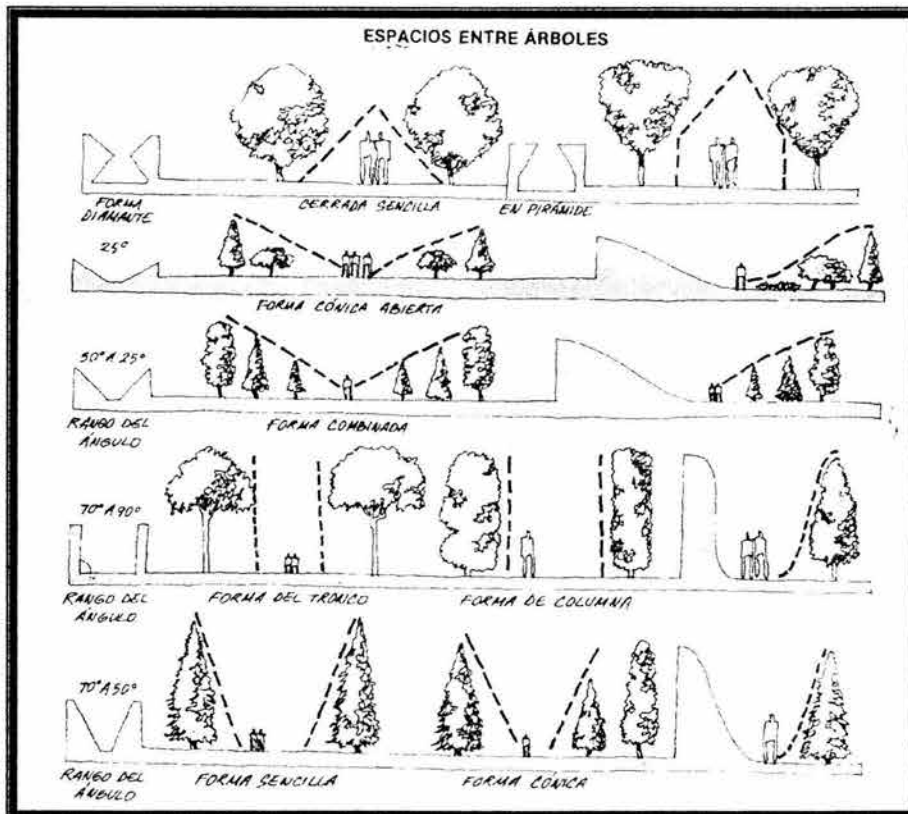 ESPACIOS ENTRE ÁRBOLES
FORMA
DIAMANTE
CERRADA SENCILLA
EN PIRÁMIDE
25°
FORMA CÓNICA ABIERTA
50° A 25°
RANGO DEL
ÁNGULO
FORMA COMBINADA
70° A 90°
RANGO DEL
ÁNGULO
FORMA DEL TRONCO
FORMA DE COLUMNA
70° A 50°
RANGO DEL
ÁNGULO
FORMA SENCILLA
FORMA CÓNICA